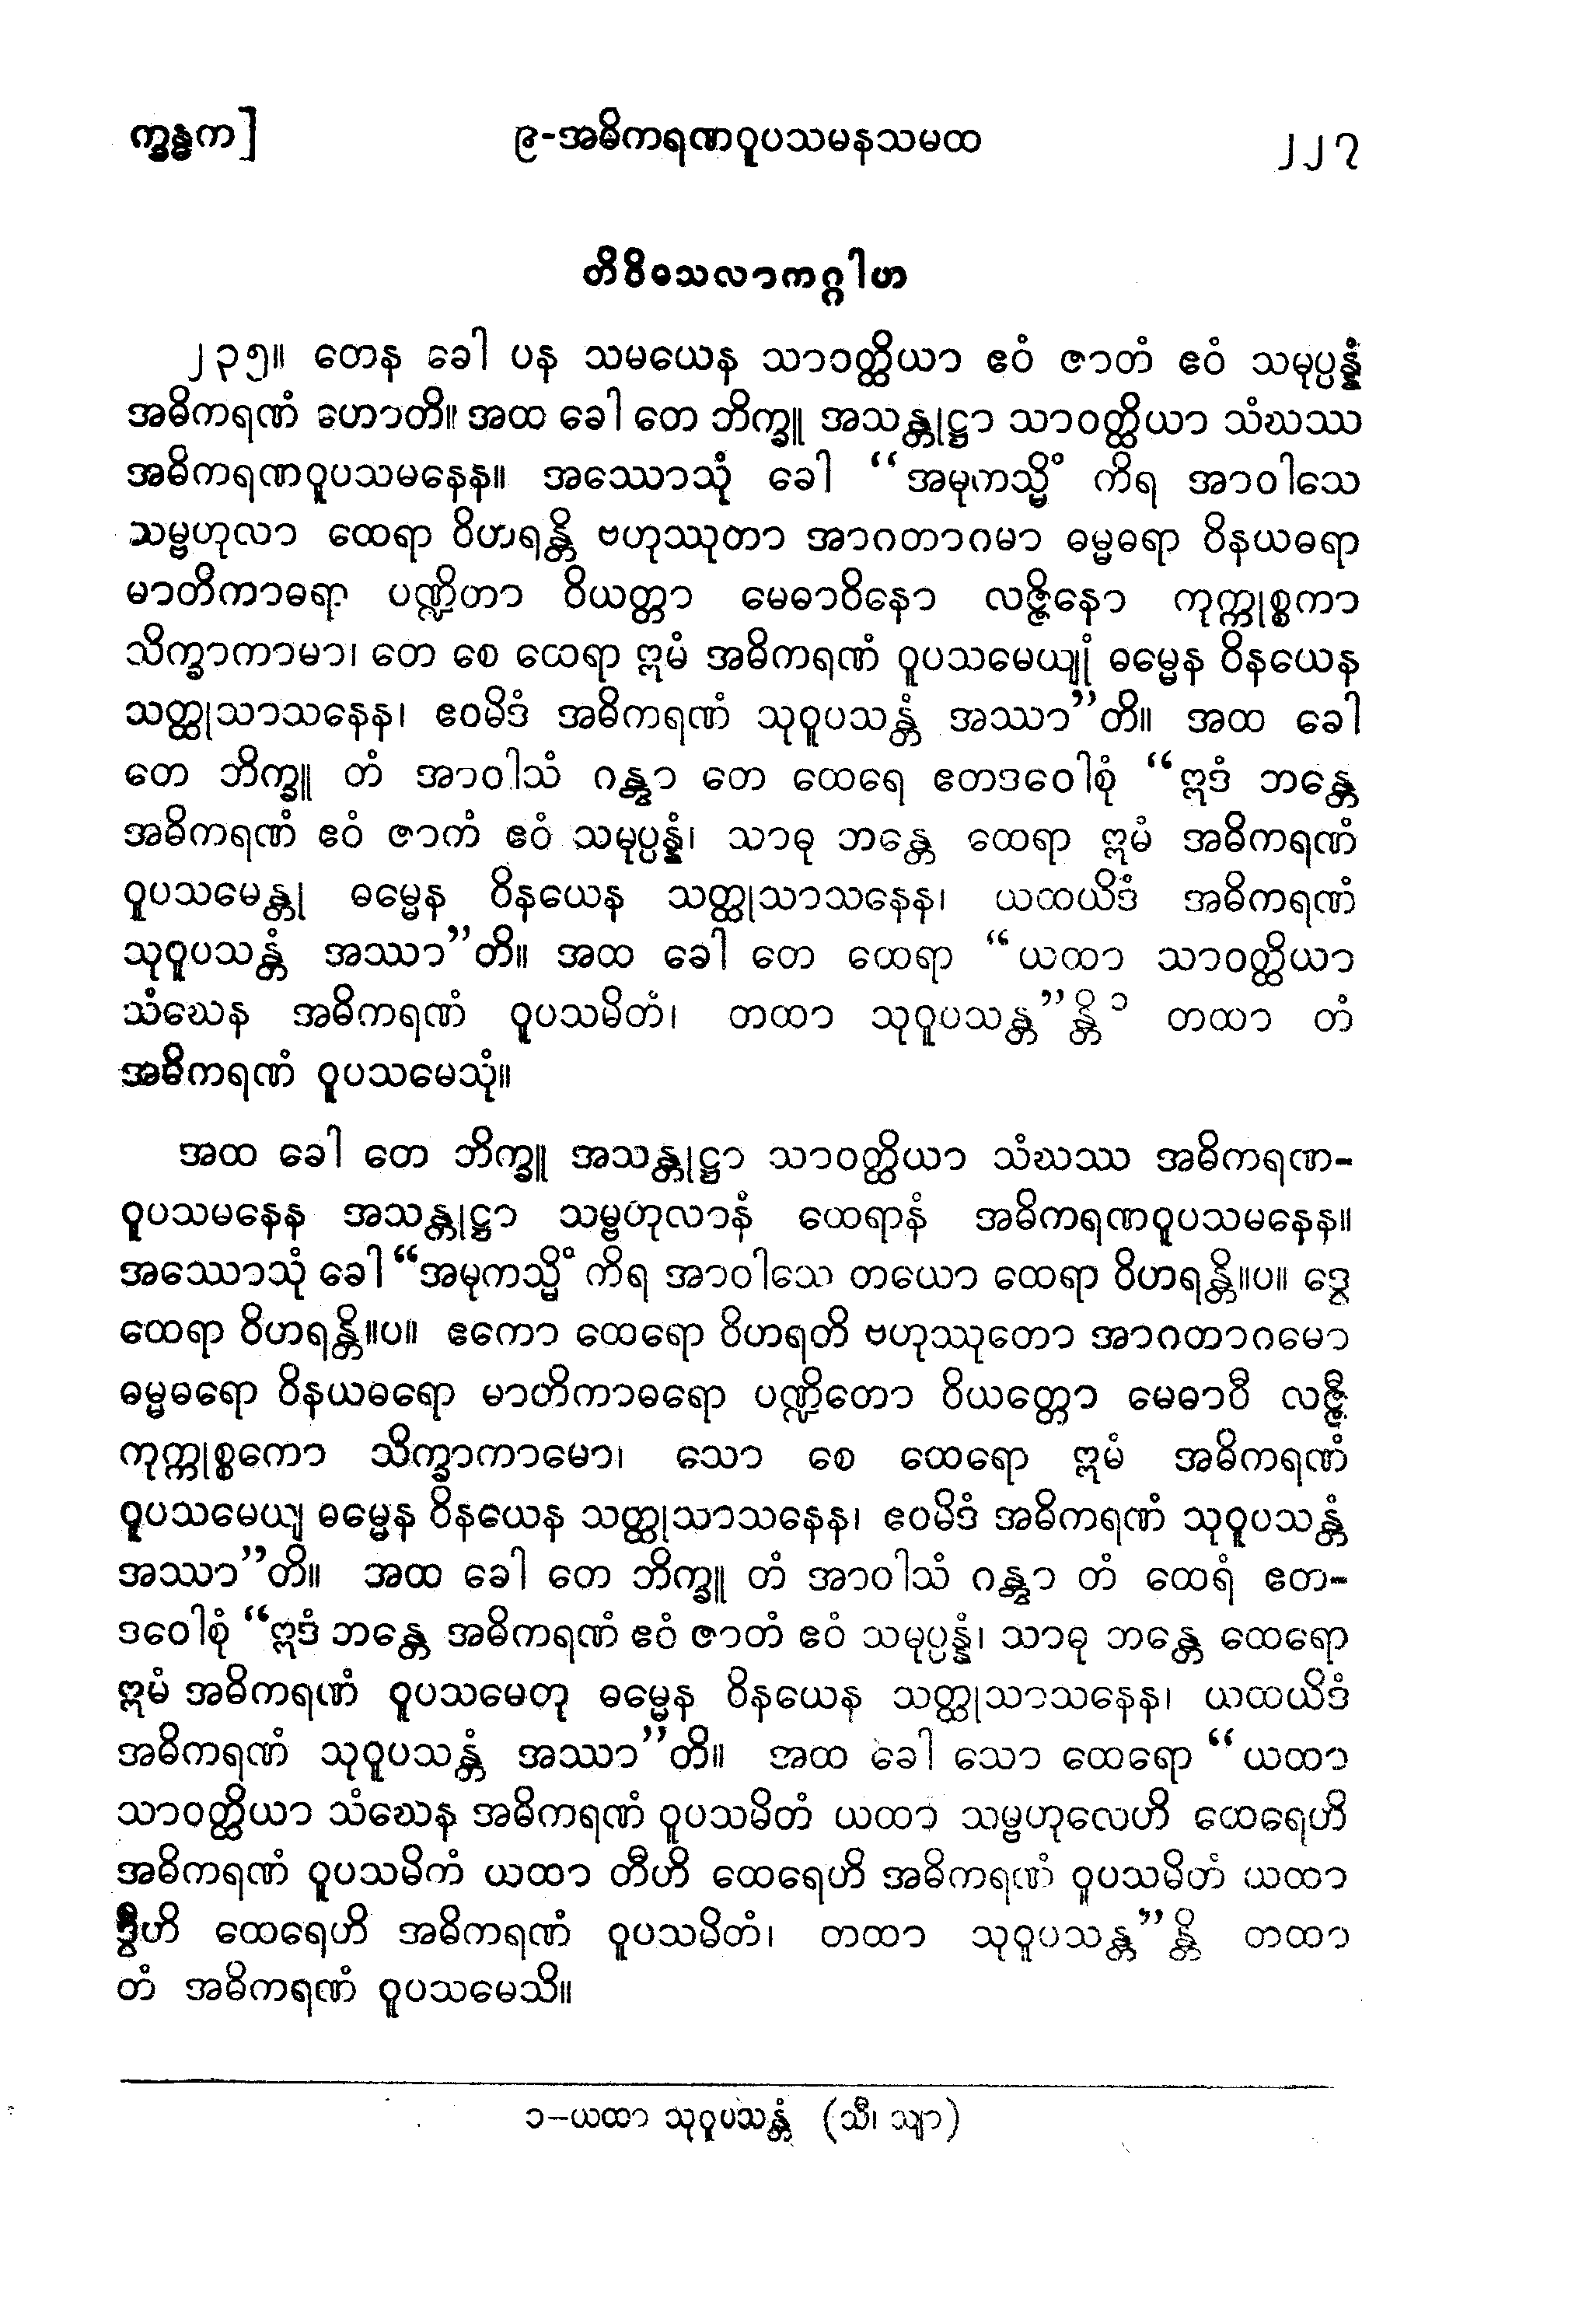 က္ခန္ဓက]
၉-အဓိကရဏဝူပသမနသမထ
၂၂၇
တိဝိဓသလာကဂ္ဂါဟ
၂၃၅။ တေန ခေါ ပန သမယေန သာဝတ္ထိယာ ဧဝံ ဇာတံ ဧဝံ သမုပ္ပန္နံ
အဓိကရဏံ ဟောတိ။ အထ ခေါ တေ ဘိက္ခူ အသန္တုဋ္ဌာ သာဝတ္ထိယာ သံဃဿ
အဓိကရဏဝူပသမနေန။ အဿောသုံ ခေါ “အမုကသ္မိံ ကိရ အာဝါသေ
သမ္ဗဟုလာ ထေရာ ဝိဟရန္တိ ဗဟုဿုတာ အာဂတာဂမာ ဓမ္မဓရာ ဝိနယဓရာ
မာတိကာဓရာ ပဏ္ဍိတာ ဝိယတ္တာ မေဓာဝိနော လဇ္ဇိနော ကုက္ကုစ္စကာ
သိက္ခာကာမာ၊ တေ စေ ထေရာ ဣမံ အဓိကရဏံ ဝူပသမေယျုံ ဓမ္မေန ဝိနယေန
သတ္ထုသာသနေန၊ ဧဝမိဒံ အဓိကရဏံ သုဝူပသန္တံ အဿာ”တိ။ အထ ခေါ
တေ ဘိက္ခူ တံ အာဝါသံ ဂန္တွာ တေ ထေရေ ဧတဒဝေါစုံ “ဣဒံ ဘန္တေ
အဓိကရဏံ ဧဝံ ဇာကံ ဧဝံ သမုပ္ပန္နံ၊ သာဓု ဘန္တေ ထေရာ ဣမံ အဓိကရဏံ
ဝူပသမေန္တု ဓမ္မေန ဝိနယေန သတ္ထုသာသနေန၊ ယထယိဒံ အဓိကရဏံ
သုဝူပသန္တံ အဿာ”တိ။ အထ ခေါ တေ ထေရာ “ယထာ သာဝတ္ထိယာ
သံဃေန အဓိကရဏံ ဝူပသမိတံ၊ တထာ သုဝူပသန္တ”န္တိ ၁ တထာ တံ
အဓိကရဏံ ဝူပသမေသုံ။
အထ ခေါ တေ ဘိက္ခူ အသန္တုဋ္ဌာ သာဝတ္ထိယာ သံဃဿ အဓိကရဏ-
ဝူပသမနေန အသန္တုဋ္ဌာ သမ္ဗဟုလာနံ ထေရာနံ အဓိကရဏဝူပသမနေန။
အဿောသုံ ခေါ “အမုကသ္မိံ ကိရ အာဝါသေ တယော ထေရာ ဝိဟရန္တိ။ပ။ ဒွေ
ထေရာ ဝိဟရန္တိ။ပ။ ဧကော ထေရော ဝိဟရတိ ဗဟုဿုတော အာဂတာဂမော
ဓမ္မဓရော ဝိနယဓရော မာတိကာဓရော ပဏ္ဍိတော ဝိယတ္တော မေဓာဝီ လဇ္ဇီ
ကုက္ကုစ္စကော သိက္ခာကာမော၊ သော စေ ထေရော ဣမံ အဓိကရဏံ
ဝူပသမေယျ ဓမ္မေန ဝိနယေန သတ္ထုသာသနေန၊ ဧဝမိဒံ အဓိကရဏံ သုဝူပသန္တံ
အဿာ”တိ။ အထ ခေါ တေ ဘိက္ခူ တံ အာဝါသံ ဂန္တွာ တံ ထေရံ ဧတ-
ဒဝေါစုံ “ဣဒံ ဘန္တေ အဓိကရဏံ ဧဝံ ဇာတံ ဧဝံ သမုပ္ပန္နံ၊ သာဓု ဘန္တေ ထေရော
ဣမံ အဓိကရဏံ ဝူပသမေတု ဓမ္မေန ဝိနယေန သတ္ထုသာသနေန၊ ယထယိဒံ
အဓိကရဏံ သုဝူပသန္တံ အဿာ”တိ။ အထ ခေါ သော ထေရော “ယထာ
သာဝတ္ထိယာ သံဃေန အဓိကရဏံ ဝူပသမိတံ ယထာ သမ္ဗဟုလေဟိ ထေရေဟိ
အဓိကရဏံ ဝူပသမိကံ ယထာ တီဟိ ထေရေဟိ အဓိကရဏံ ဝူပသမိတံ ယထာ
ဒွီဟိ ထေရေဟိ အဓိကရဏံ ဝူပသမိတံ၊ တထာ သုဝူပသန္တ”န္တိ တထာ
တံ အဓိကရဏံ ဝူပသမေသိ။
၁-ယထာ သုဝူပသန္တံ (သီ၊ သျာ)